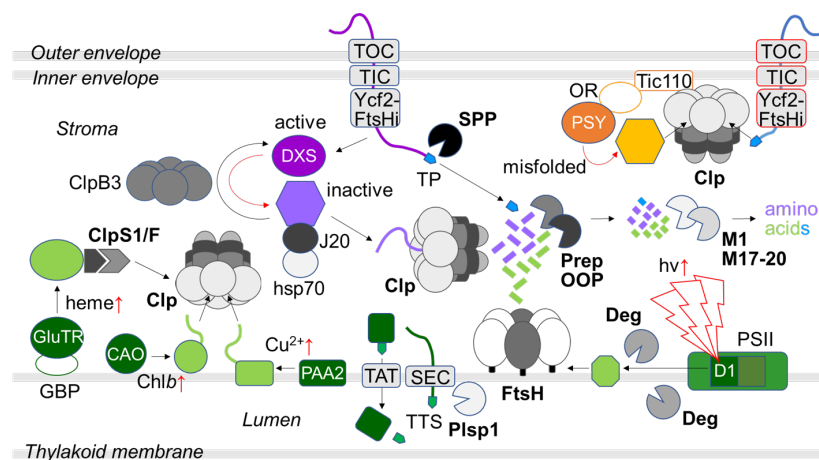 Outer envelope
Inner envelope
Stroma
TOC
TIC
Ycf2-
FtsHi
TOC
TIC
Ycf2-
FtsHi
Tic110
OR
PSY
misfolded
Clp
active
DXS
inactive
ClpB3
J20
hsp70
SPP
TP
Clp
Prep
OOP
M1
M17-20
amino
acids
ClpS1/F
Clp
heme↑
GluTR
GBP
CAO
Chlb↑
Cu2+↑
PAA2
TAT
SEC
TTS
Plsp1
FtsH
Deg
Deg
hv↑
PSII
D1
Lumen
Thylakoid membrane